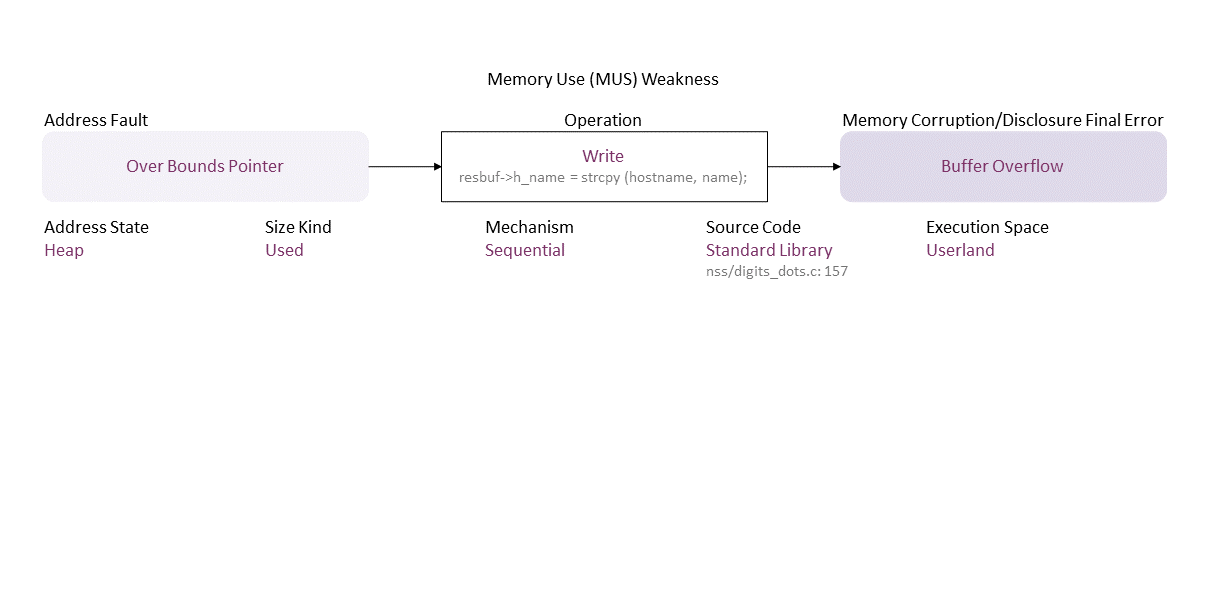 Memory Use (MUS) Weakness
Address Fault
Operation
Memory Corruption/Disclosure Final Error
Over Bounds Pointer
Write
resbuf->h_name = strcpy (hostname, name);
Buffer Overflow
Address State
Heap
Size Kind
Used
Mechanism
Sequential
Source Code
Standard Library
nss/digits_dots.c: 157
Execution Space
Userland